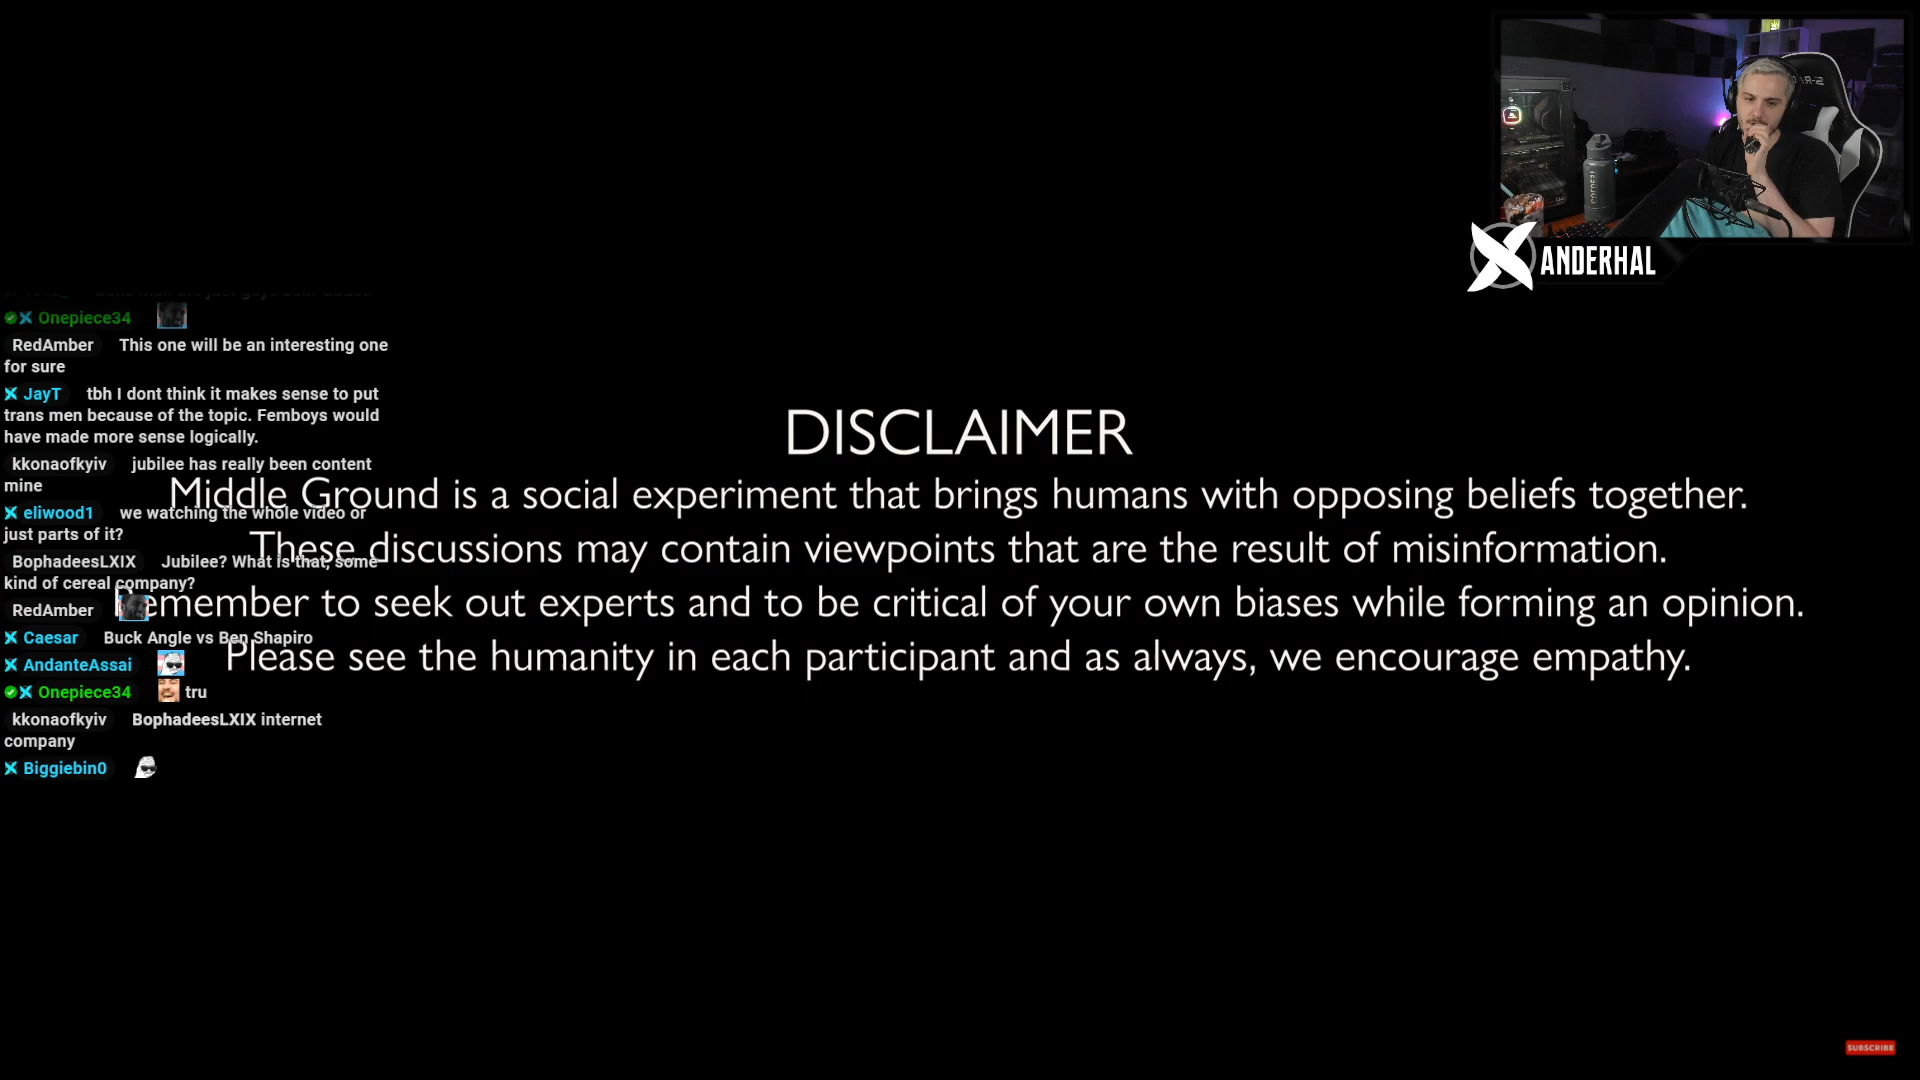 ANDERHAL
Onepiece34
RedAmber This one will be an interesting one
for sure
JayT tbh I dont think it makes sense to put
trans men because of the topic. Femboys would
have made more sense logically.
kkonaofkyiv jubilee has really been content
mine
eliwood1 we watching the whole video or
just parts of it?
BophadeesLXIX Jubilee? What is that, some
kind of cereal company?
RedAmber
Caesar Buck Angle vs Ben Shapiro
AndanteAssai
Onepiece34 tru
kkonaofkyiv BophadeesLXIX internet
company
Biggiebin0
DISCLAIMER
Middle Ground is a social experiment that brings humans with opposing beliefs together.
These discussions may contain viewpoints that are the result of misinformation.
Remember to seek out experts and to be critical of your own biases while forming an opinion.
Please see the humanity in each participant and as always, we encourage empathy.
SUBSCRIBE